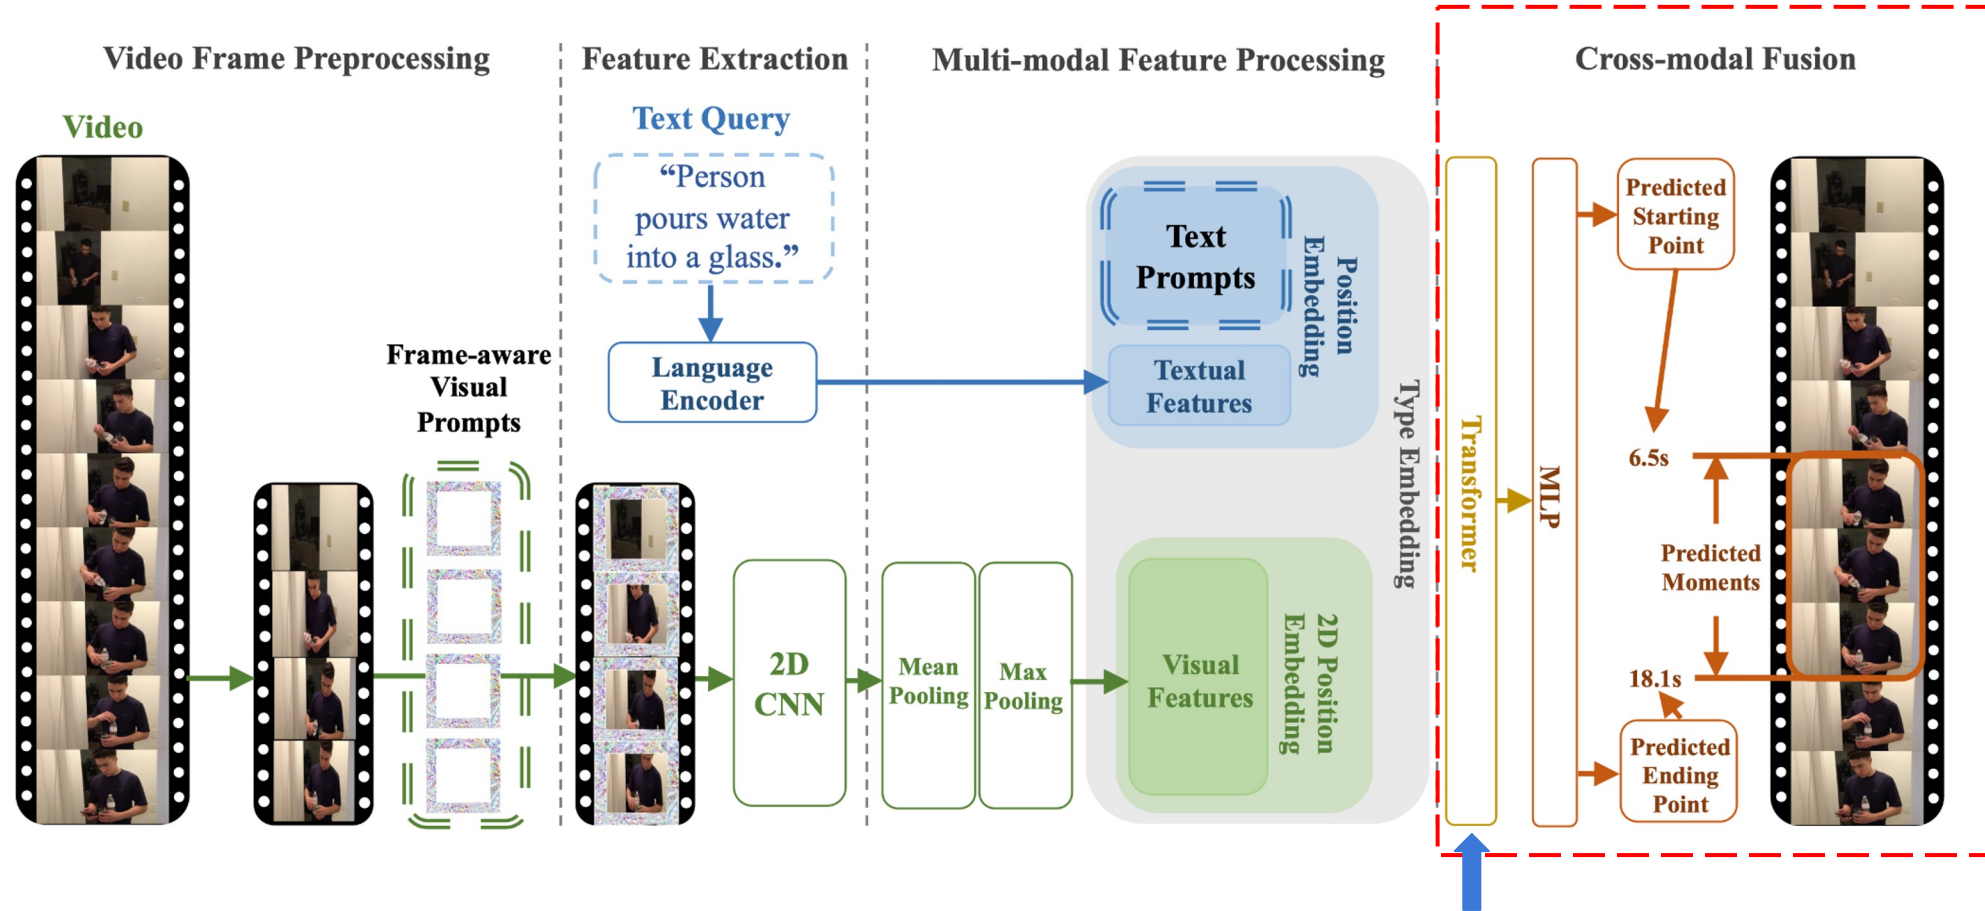 Video Frame Preprocessing
Feature Extraction
Multi-modal Feature Processing
Cross-modal Fusion
Video
Frame-aware
Visual
Prompts
Text Query
“Person
pours water
into a glass.”
Language
Encoder
2D
CNN
Mean
Pooling
Max
Pooling
Text
Prompts
Position
Embedding
Textual
Features
Visual
Features
2D Position
Embedding
Type Embedding
Transformer
MLP
Predicted
Starting
Point
6.5s
Predicted
Moments
18.1s
Predicted
Ending
Point